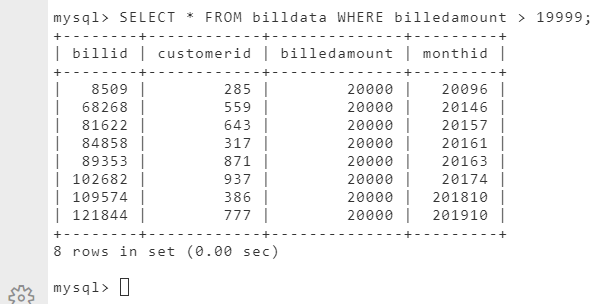 mysql> SELECT * FROM billdata WHERE billedamount > 19999;
+--------+------------+--------------+---------+
| billid | customerid | billedamount | monthid |
+--------+------------+--------------+---------+
|   8509 |        285 |        20000 |   20096 |
|  68268 |        559 |        20000 |   20146 |
|  81622 |        643 |        20000 |   20157 |
|  84858 |        317 |        20000 |   20161 |
|  89353 |        871 |        20000 |   20163 |
| 102682 |        937 |        20000 |   20174 |
| 109574 |        386 |        20000 |  201810 |
| 121844 |        777 |        20000 |  201910 |
+--------+------------+--------------+---------+
8 rows in set (0.00 sec)
mysql>